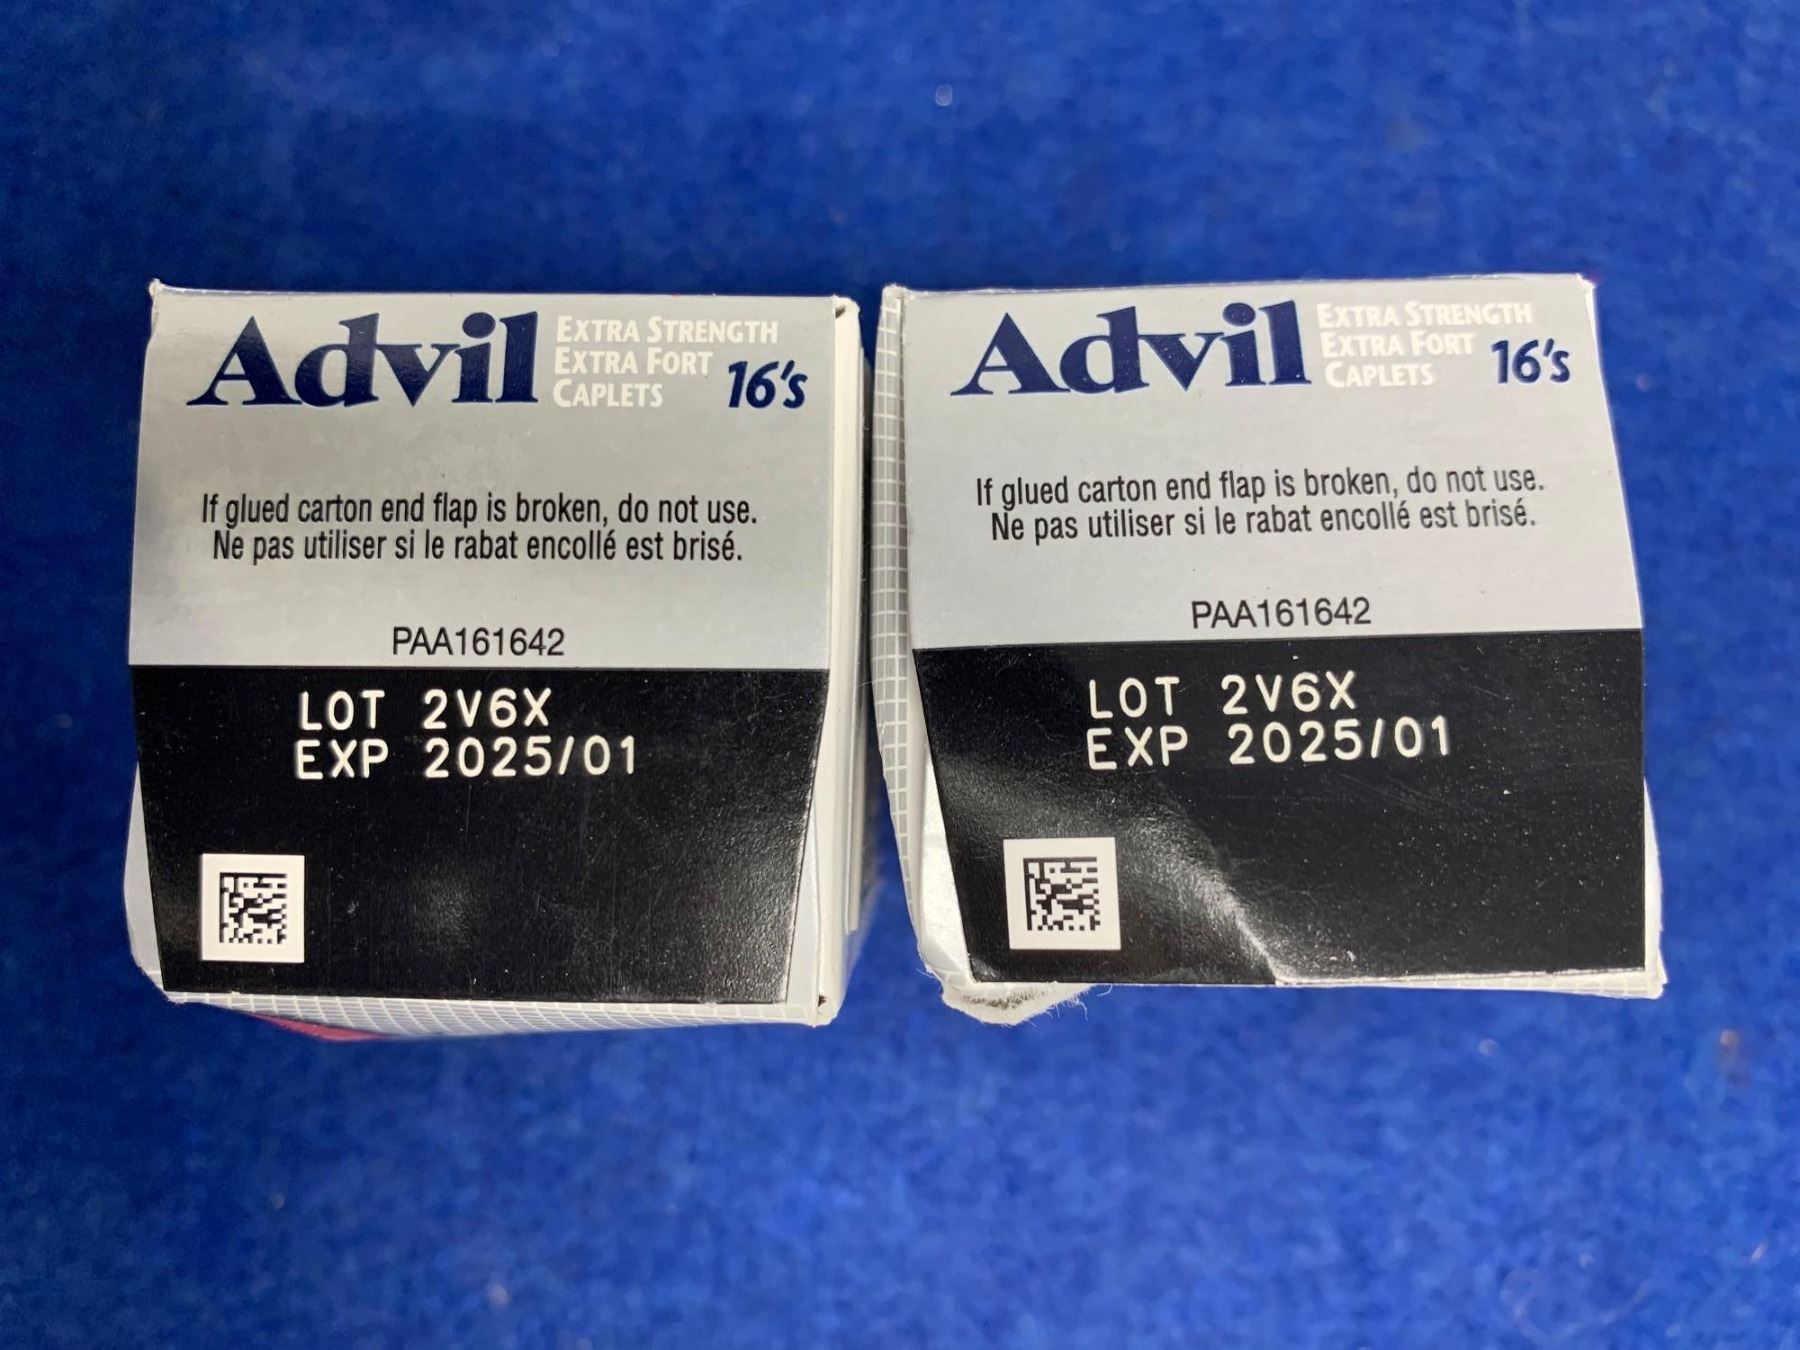 Advil EXTRA STRENGTH
EXTRA FORT
CAPLETS
16's
If glued carton end flap is broken, do not use.
Ne pas utiliser si le rabat encollé est brisé.
PAA161642
LOT 2V6X
EXP 2025/01
Advil EXTRA STRENGTH
EXTRA FORT
CAPLETS
16's
If glued carton end flap is broken, do not use.
Ne pas utiliser si le rabat encollé est brisé.
PAA161642
LOT 2V6X
EXP 2025/01